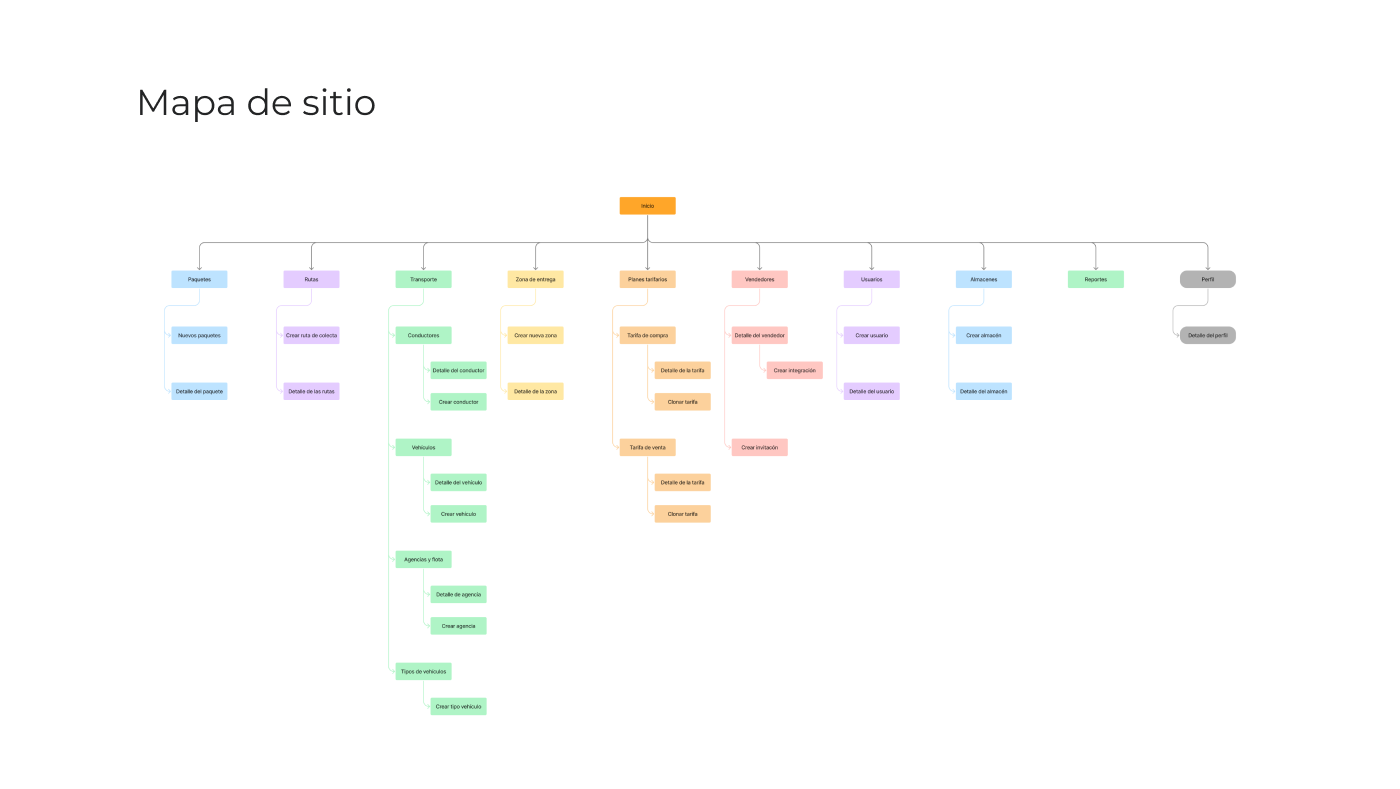 Mapa de sitio
Inicio
Paquetes
Rutas
Transporte
Zona de entrega
Planes tarifarios
Vendedores
Usuarios
Almacenes
Reportes
Perfil
Nuevos paquetes
Crear ruta de colecta
Conductores
Crear nueva zona
Tarifa de compra
Detalle del vendedor
Crear usuario
Crear almacén
Detalle del perfil
Detalle del conductor
Detalle de la tarifa
Crear integración
Detalle del paquete
Detalle de las rutas
Crear conductor
Detalle de la zona
Clonar tarifa
Detalle del usuario
Detalle del almacén
Vehículos
Tarifa de venta
Crear invitación
Detalle del vehículo
Detalle de la tarifa
Crear vehículo
Clonar tarifa
Agencias y flota
Detalle de agencia
Crear agencia
Tipos de vehículos
Crear tipo vehículo